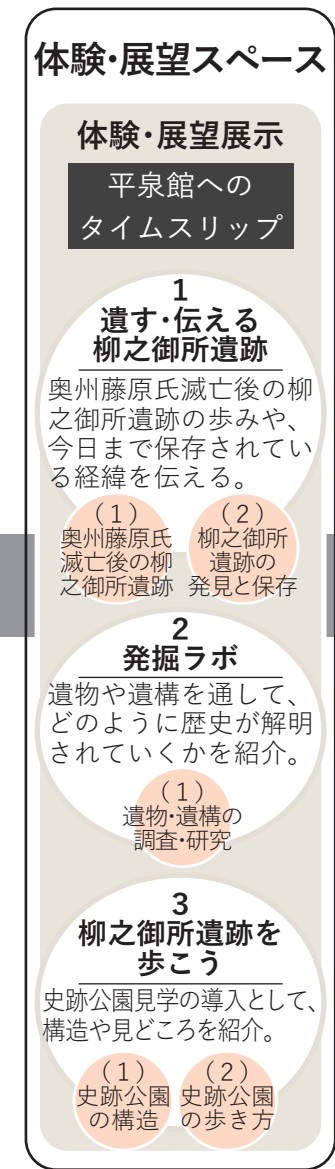 体験・展望スペース
体験・展望展示
平泉館への
タイムスリップ
1
遺す・伝える
柳之御所遺跡
奥州藤原氏滅亡後の柳
之御所遺跡の歩みや、
今日まで保存されてい
る経緯を伝える。
（1）
奥州藤原氏
滅亡後の柳
之御所遺跡
（2）
柳之御所
遺跡の
発見と保存
2
発掘ラボ
遺物や遺構を通して、
どのように歴史が解明
されていくかを紹介。
（1）
遺物・遺構の
調査・研究
3
柳之御所遺跡を
歩こう
史跡公園見学の導入として、
構造や見どころを紹介。
（1）
史跡公園
の構造
（2）
史跡公園
の歩き方